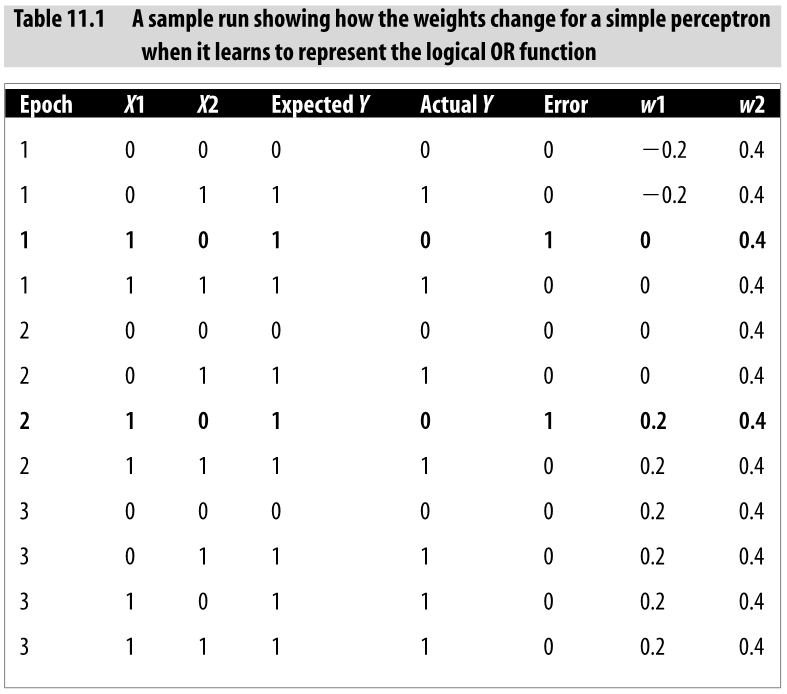 Table 11.1 A sample run showing how the weights change for a simple perceptron
when it learns to represent the logical OR function
Epoch X1 X2 Expected Y Actual Y Error w1 w2
1 0 0 0 0 0 −0.2 0.4
1 0 1 1 1 0 −0.2 0.4
1 1 0 1 0 1 0 0.4
1 1 1 1 1 0 0 0.4
2 0 0 0 0 0 0 0.4
2 0 1 1 1 0 0 0.4
2 1 0 1 0 1 0.2 0.4
2 1 1 1 1 0 0.2 0.4
3 0 0 0 0 0 0.2 0.4
3 0 1 1 1 0 0.2 0.4
3 1 0 1 1 0 0.2 0.4
3 1 1 1 1 0 0.2 0.4